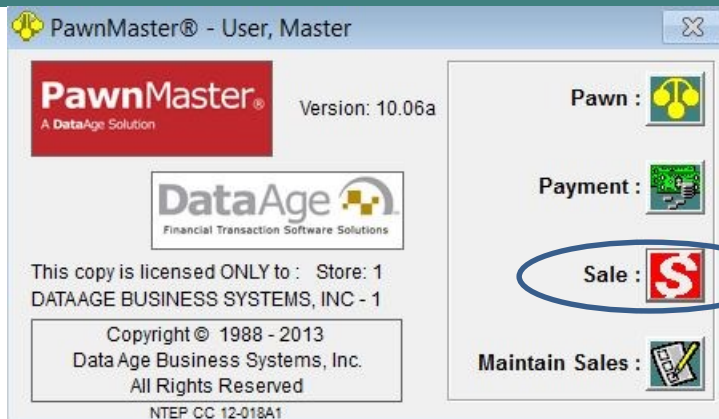 PawnMaster® - User, Master
PawnMaster®
A DataAge Solution
Version: 10.06a
DataAge
Financial Transaction Software Solutions
This copy is licensed ONLY to : Store: 1
DATAAGE BUSINESS SYSTEMS, INC - 1
Copyright © 1988 - 2013
Data Age Business Systems, Inc.
All Rights Reserved
NTEP CC 12-018A1
Pawn :
Payment :
Sale :
$
Maintain Sales :